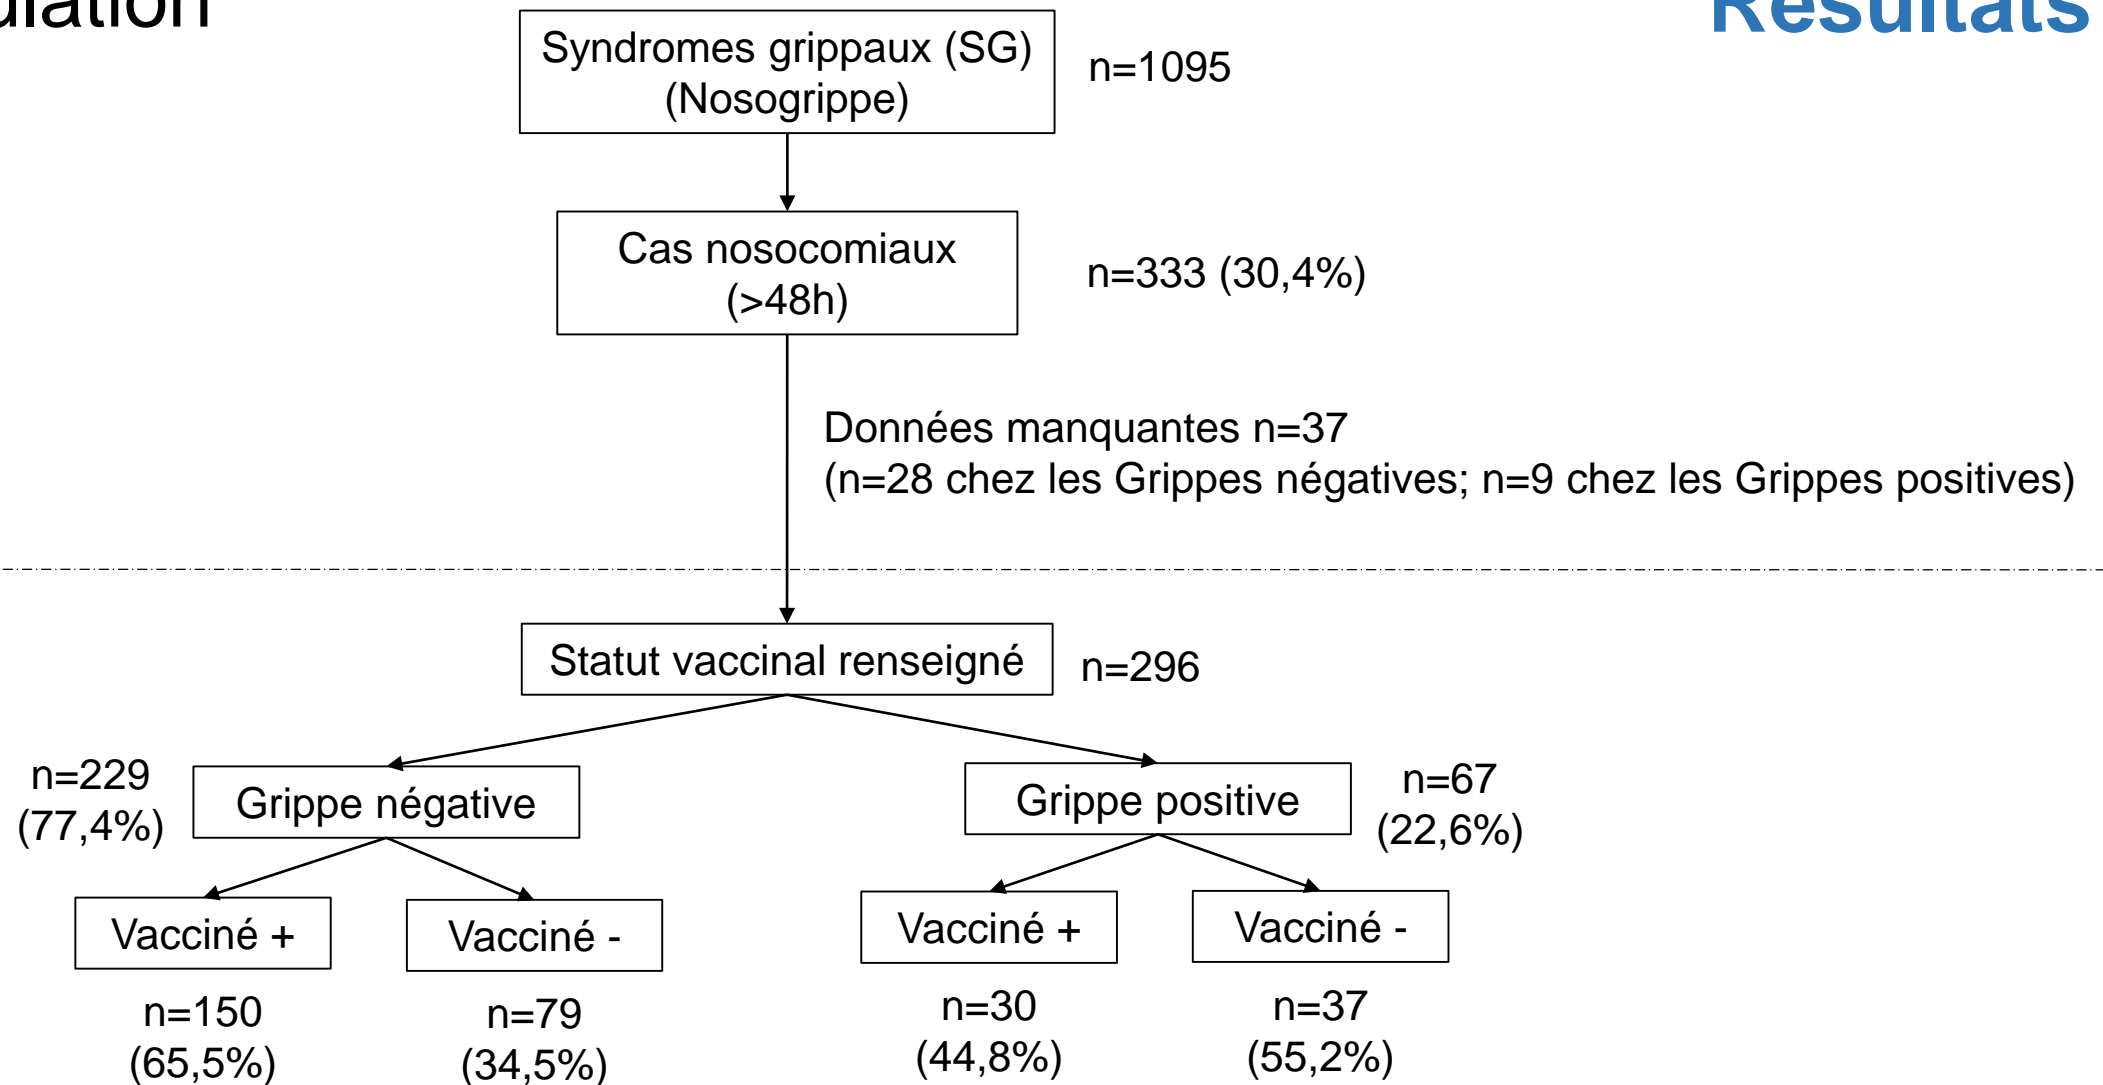 Résultats
Syndromes grippaux (SG)
(Nosogrippe)
n=1095
Cas nosocomiaux
(>48h)
n=333 (30,4%)
Données manquantes n=37
(n=28 chez les Grippes négatives; n=9 chez les Grippes positives)
Statut vaccinal renseigné
n=296
n=229
(77,4%)
Grippe négative
Grippe positive
n=67
(22,6%)
Vacciné +
Vacciné -
Vacciné +
Vacciné -
n=150
(65,5%)
n=79
(34,5%)
n=30
(44,8%)
n=37
(55,2%)